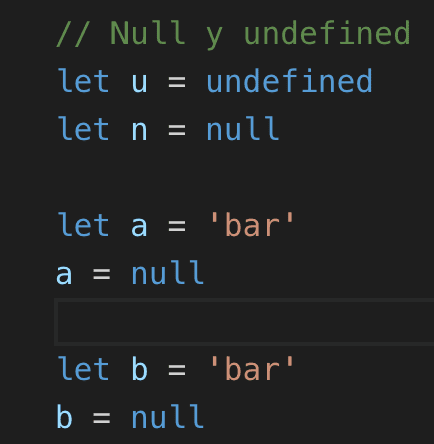 // Null y undefined
let u = undefined
let n = null
let a = 'bar'
a = null
let b = 'bar'
b = null